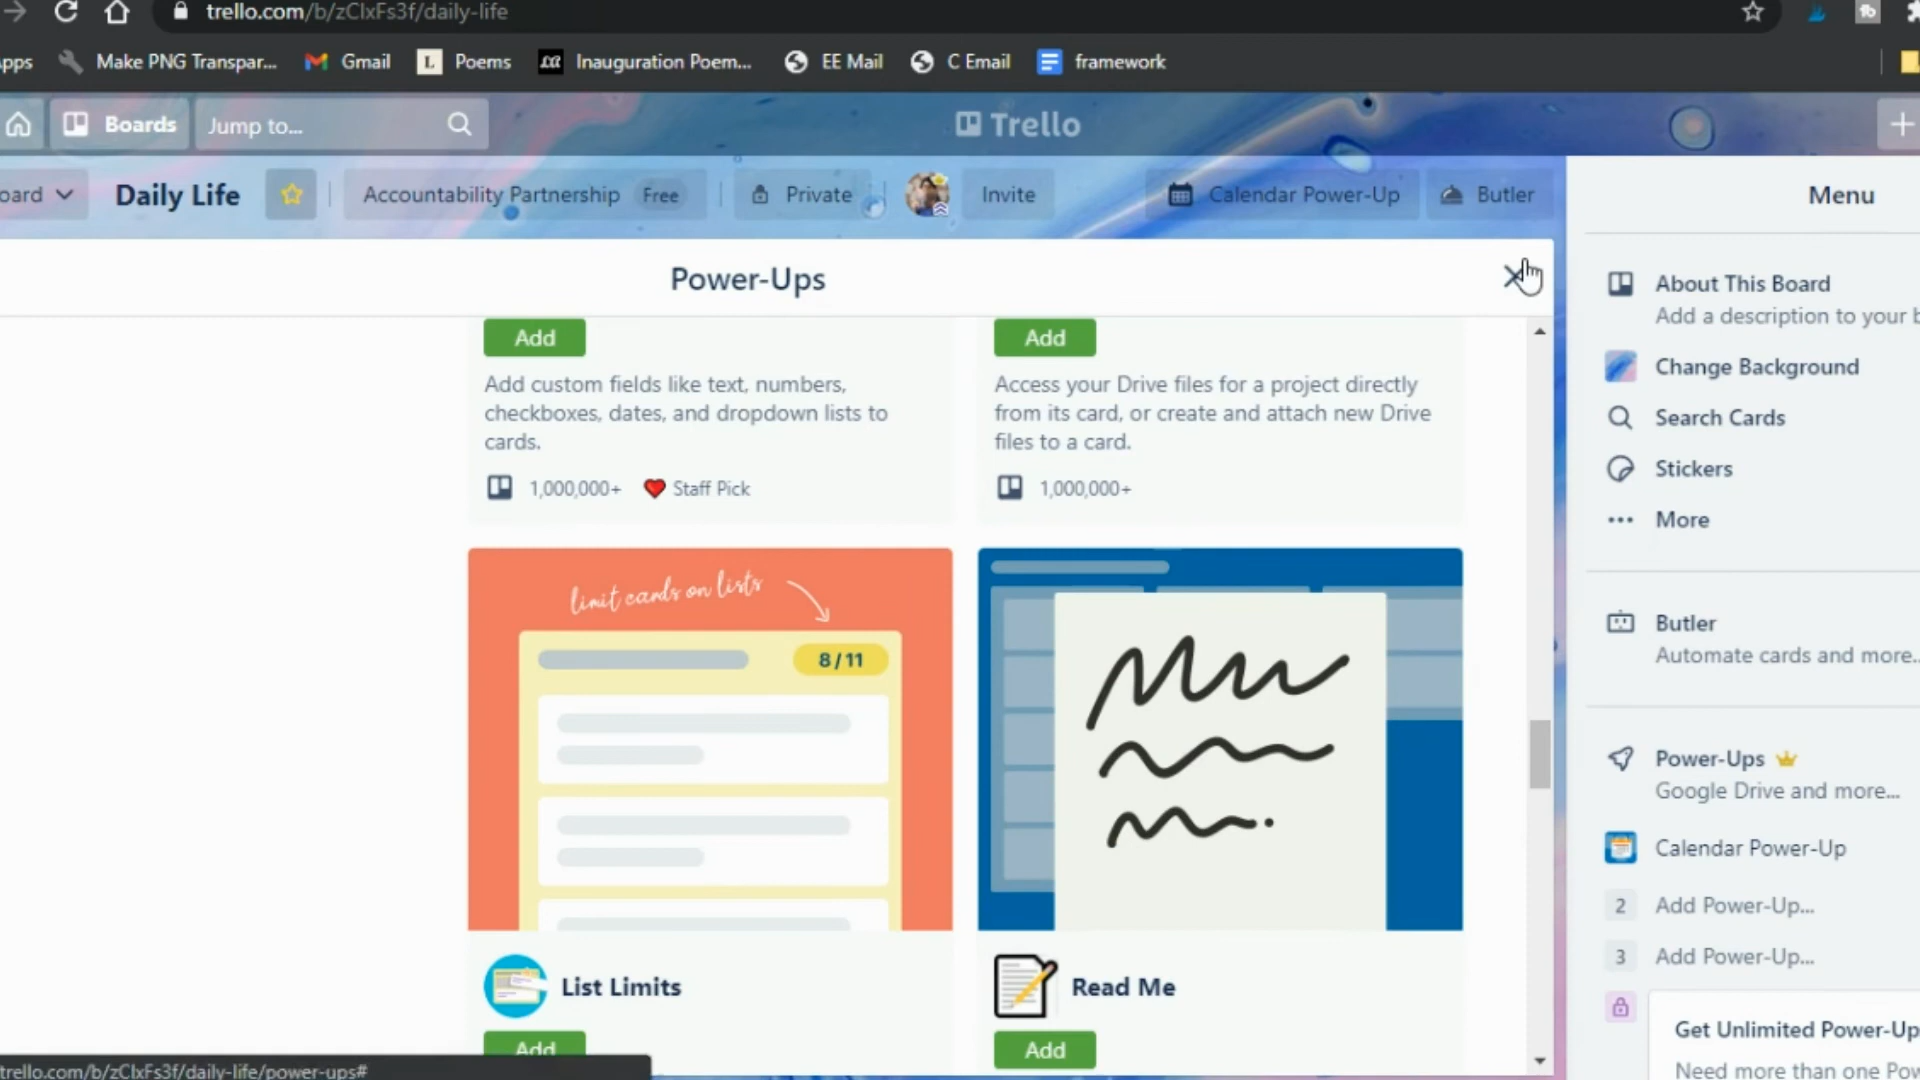 trello.com/b/zClxFs3f/daily-life
Make PNG Transpar...
Gmail
Poems
Inauguration Poem...
EE Mail
C Email
framework
Boards
Jump to...
Trello
Daily Life
Accountability Partnership Free
Private
Invite
Calendar Power-Up
Butler
Menu
Power-Ups
Add
Add custom fields like text, numbers,
checkboxes, dates, and dropdown lists to
cards.
1,000,000+
Staff Pick
Add
Access your Drive files for a project directly
from its card, or create and attach new Drive
files to a card.
1,000,000+
limit cards on lists
8/11
List Limits
Add
Read Me
Add
About This Board
Add a description to your b
Change Background
Search Cards
Stickers
More
Butler
Automate cards and more...
Power-Ups
Google Drive and more...
Calendar Power-Up
2 Add Power-Up...
3 Add Power-Up...
Get Unlimited Power-Up
Need more than one Pow
trello.com/b/zClxFs3f/daily-life/power-ups#